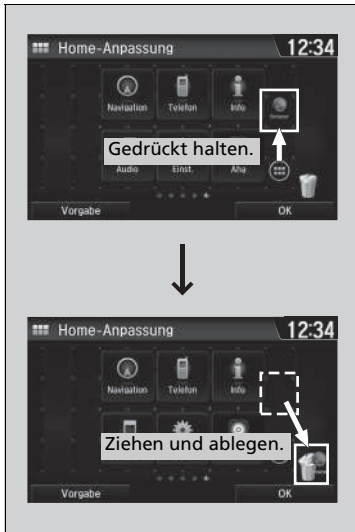 Home-Anpassung 12:34
Navigation Telefon Info
Browser
Gedrückt halten.
Audio Einst. Aha
Vorgabe OK
Home-Anpassung 12:34
Navigation Telefon Info
Ziehen und ablegen.
Vorgabe OK